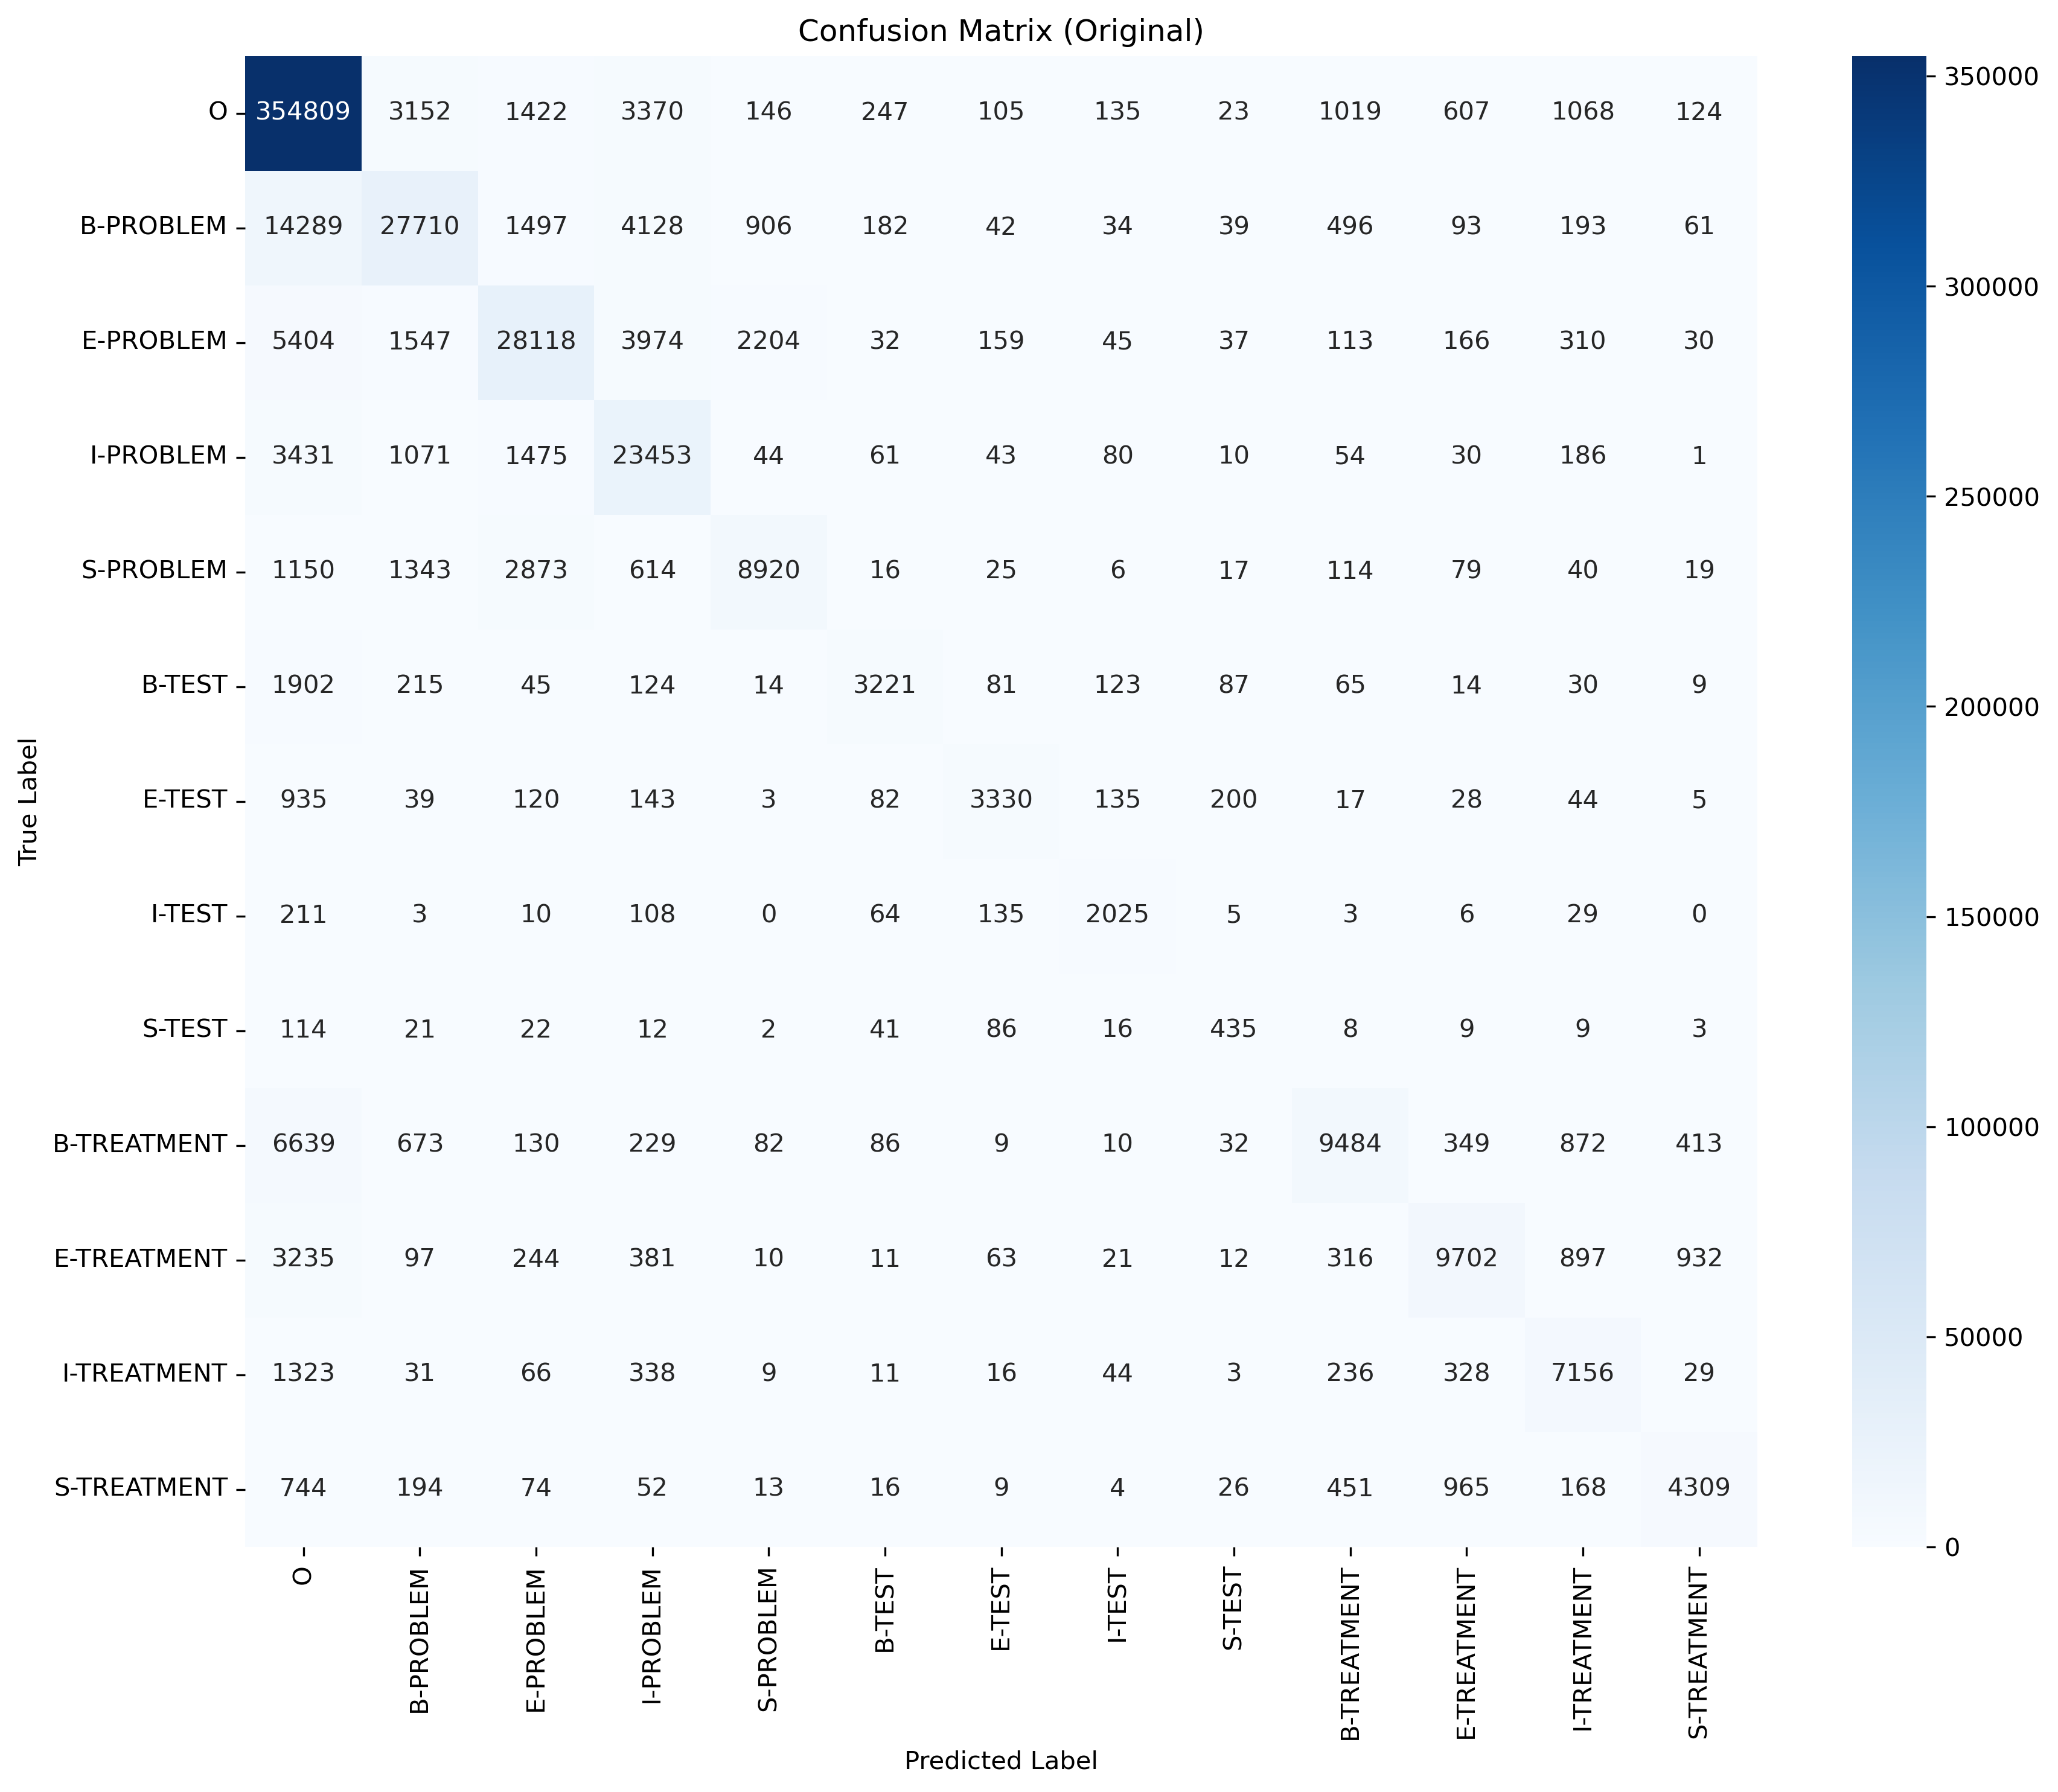 Confusion Matrix (Original)
O 354809 3152 1422 3370 146 247 105 135 23 1019 607 1068 124
B-PROBLEM 14289 27710 1497 4128 906 182 42 34 39 496 93 193 61
E-PROBLEM 5404 1547 28118 3974 2204 32 159 45 37 113 166 310 30
I-PROBLEM 3431 1071 1475 23453 44 61 43 80 10 54 30 186 1
S-PROBLEM 1150 1343 2873 614 8920 16 25 6 17 114 79 40 19
B-TEST 1902 215 45 124 14 3221 81 123 87 65 14 30 9
E-TEST 935 39 120 143 3 82 3330 135 200 17 28 44 5
I-TEST 211 3 10 108 0 64 135 2025 5 3 6 29 0
S-TEST 114 21 22 12 2 41 86 16 435 8 9 9 3
B-TREATMENT 6639 673 130 229 82 86 9 10 32 9484 349 872 413
E-TREATMENT 3235 97 244 381 10 11 63 21 12 316 9702 897 932
I-TREATMENT 1323 31 66 338 9 11 16 44 3 236 328 7156 29
S-TREATMENT 744 194 74 52 13 16 9 4 26 451 965 168 4309
True Label
O B-PROBLEM E-PROBLEM I-PROBLEM S-PROBLEM B-TEST E-TEST I-TEST S-TEST B-TREATMENT E-TREATMENT I-TREATMENT S-TREATMENT
Predicted Label
350000
300000
250000
200000
150000
100000
50000
0